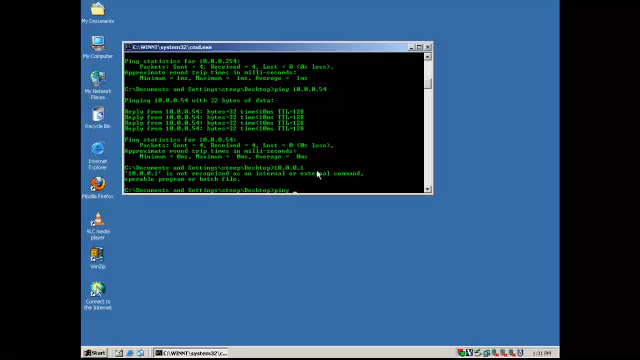 My Documents
My Computer
My Network
Places
Recycle Bin
Internet
Explorer
Mozilla Firefox
VLC media
player
WinZip
Connect to
the Internet
C:\WINNT\system32\cmd.exe
Ping statistics for 10.0.0.254:
Packets: Sent = 4, Received = 4, Lost = 0 (0% loss),
Approximate round trip times in milli-seconds:
Minimum = 1ms, Maximum = 1ms, Average = 1ms
C:\Documents and Settings\steep\Desktop>ping 10.0.0.54
Pinging 10.0.0.54 with 32 bytes of data:
Reply from 10.0.0.54: bytes=32 time<10ms TTL=128
Reply from 10.0.0.54: bytes=32 time<10ms TTL=128
Reply from 10.0.0.54: bytes=32 time<10ms TTL=128
Reply from 10.0.0.54: bytes=32 time<10ms TTL=128
Ping statistics for 10.0.0.54:
Packets: Sent = 4, Received = 4, Lost = 0 (0% loss),
Approximate round trip times in milli-seconds:
Minimum = 0ms, Maximum = 0ms, Average = 0ms
C:\Documents and Settings\steep\Desktop>10.0.0.1
'10.0.0.1' is not recognized as an internal or external command,
operable program or batch file.
C:\Documents and Settings\steep\Desktop>ping _
Start
C:\WINNT\system32\c...
1:31 PM